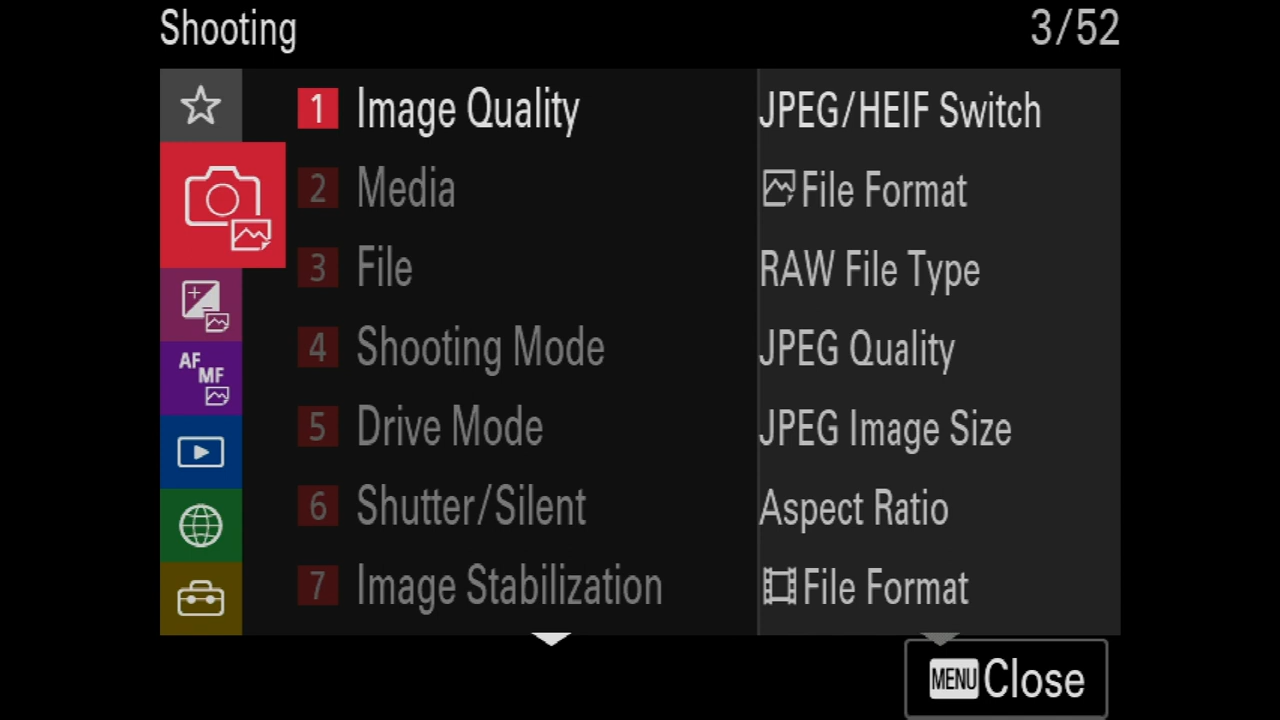 Shooting 3/52
1 Image Quality
2 Media
3 File
4 Shooting Mode
5 Drive Mode
6 Shutter/Silent
7 Image Stabilization
AF
MF
JPEG/HEIF Switch
File Format
RAW File Type
JPEG Quality
JPEG Image Size
Aspect Ratio
File Format
MENU Close